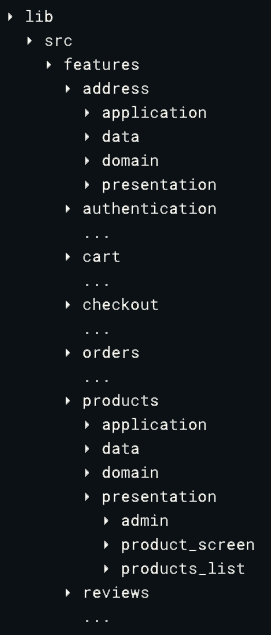 lib
src
features
address
application
data
domain
presentation
authentication
...
cart
...
checkout
...
orders
...
products
application
data
domain
presentation
admin
product_screen
products_list
reviews
...